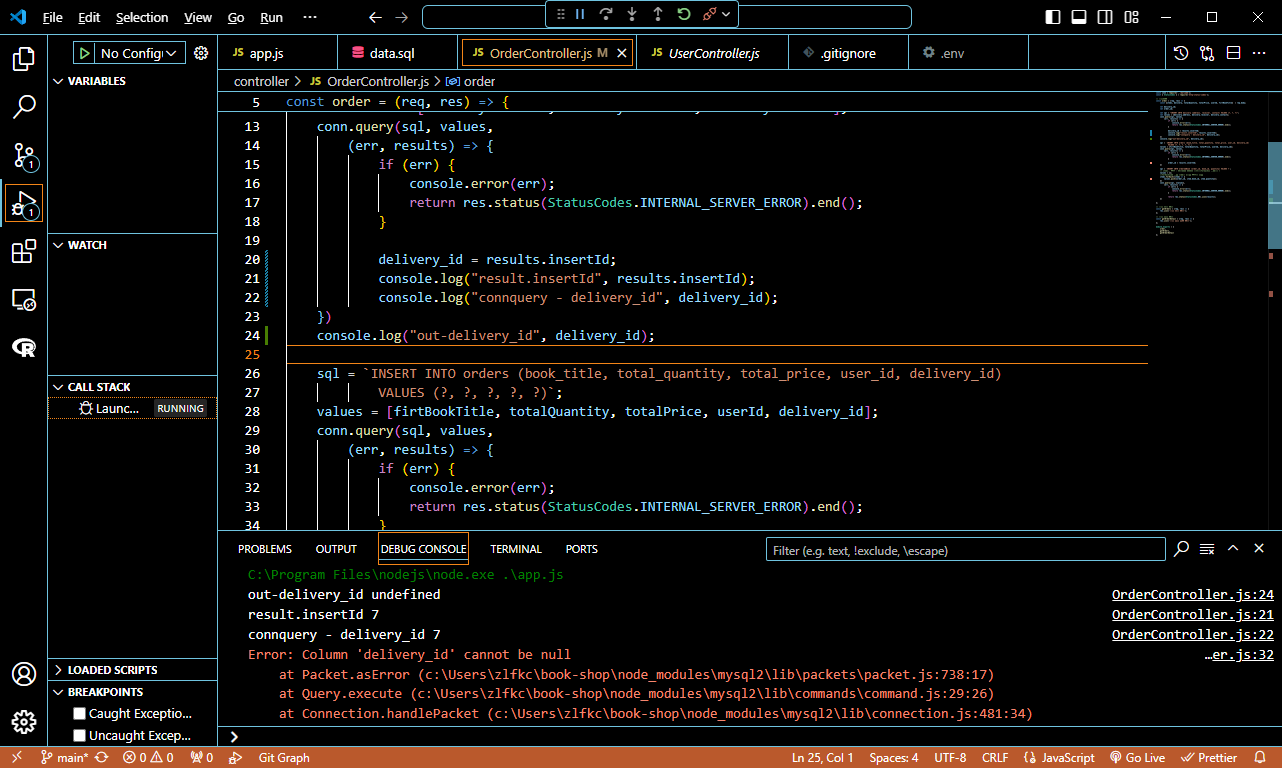 File Edit Selection View Go Run ···
No Config
app.js
data.sql
OrderController.js M
UserController.js
.gitignore
.env
controller > JS OrderController.js > order
VARIABLES
5 const order = (req, res) => {
13 conn.query(sql, values,
14 (err, results) => {
15 if (err) {
16 console.error(err);
17 return res.status(StatusCodes.INTERNAL_SERVER_ERROR).end();
18 }
19
20 delivery_id = results.insertId;
21 console.log("result.insertId", results.insertId);
22 console.log("connquery - delivery_id", delivery_id);
23 })
24 console.log("out-delivery_id", delivery_id);
25
26 sql = `INSERT INTO orders (book_title, total_quantity, total_price, user_id, delivery_id)
27 VALUES (?, ?, ?, ?, ?)`;
28 values = [firtBookTitle, totalQuantity, totalPrice, userId, delivery_id];
29 conn.query(sql, values,
30 (err, results) => {
31 if (err) {
32 console.error(err);
33 return res.status(StatusCodes.INTERNAL_SERVER_ERROR).end();
34 }
WATCH
CALL STACK
Launc... RUNNING
LOADED SCRIPTS
BREAKPOINTS
Caught Exceptio...
Uncaught Excep...
PROBLEMS OUTPUT DEBUG CONSOLE TERMINAL PORTS
Filter (e.g. text, !exclude, \escape)
C:\Program Files\nodejs\node.exe .\app.js
out-delivery_id undefined OrderController.js:24
result.insertId 7 OrderController.js:21
connquery - delivery_id 7 OrderController.js:22
Error: Column 'delivery_id' cannot be null …er.js:32
at Packet.asError (c:\Users\zlfkc\book-shop\node_modules\mysql2\lib\packets\packet.js:738:17)
at Query.execute (c:\Users\zlfkc\book-shop\node_modules\mysql2\lib\commands\command.js:29:26)
at Connection.handlePacket (c:\Users\zlfkc\book-shop\node_modules\mysql2\lib\connection.js:481:34)
main* 0 0 0 Git Graph Ln 25, Col 1 Spaces: 4 UTF-8 CRLF {} JavaScript Go Live Prettier